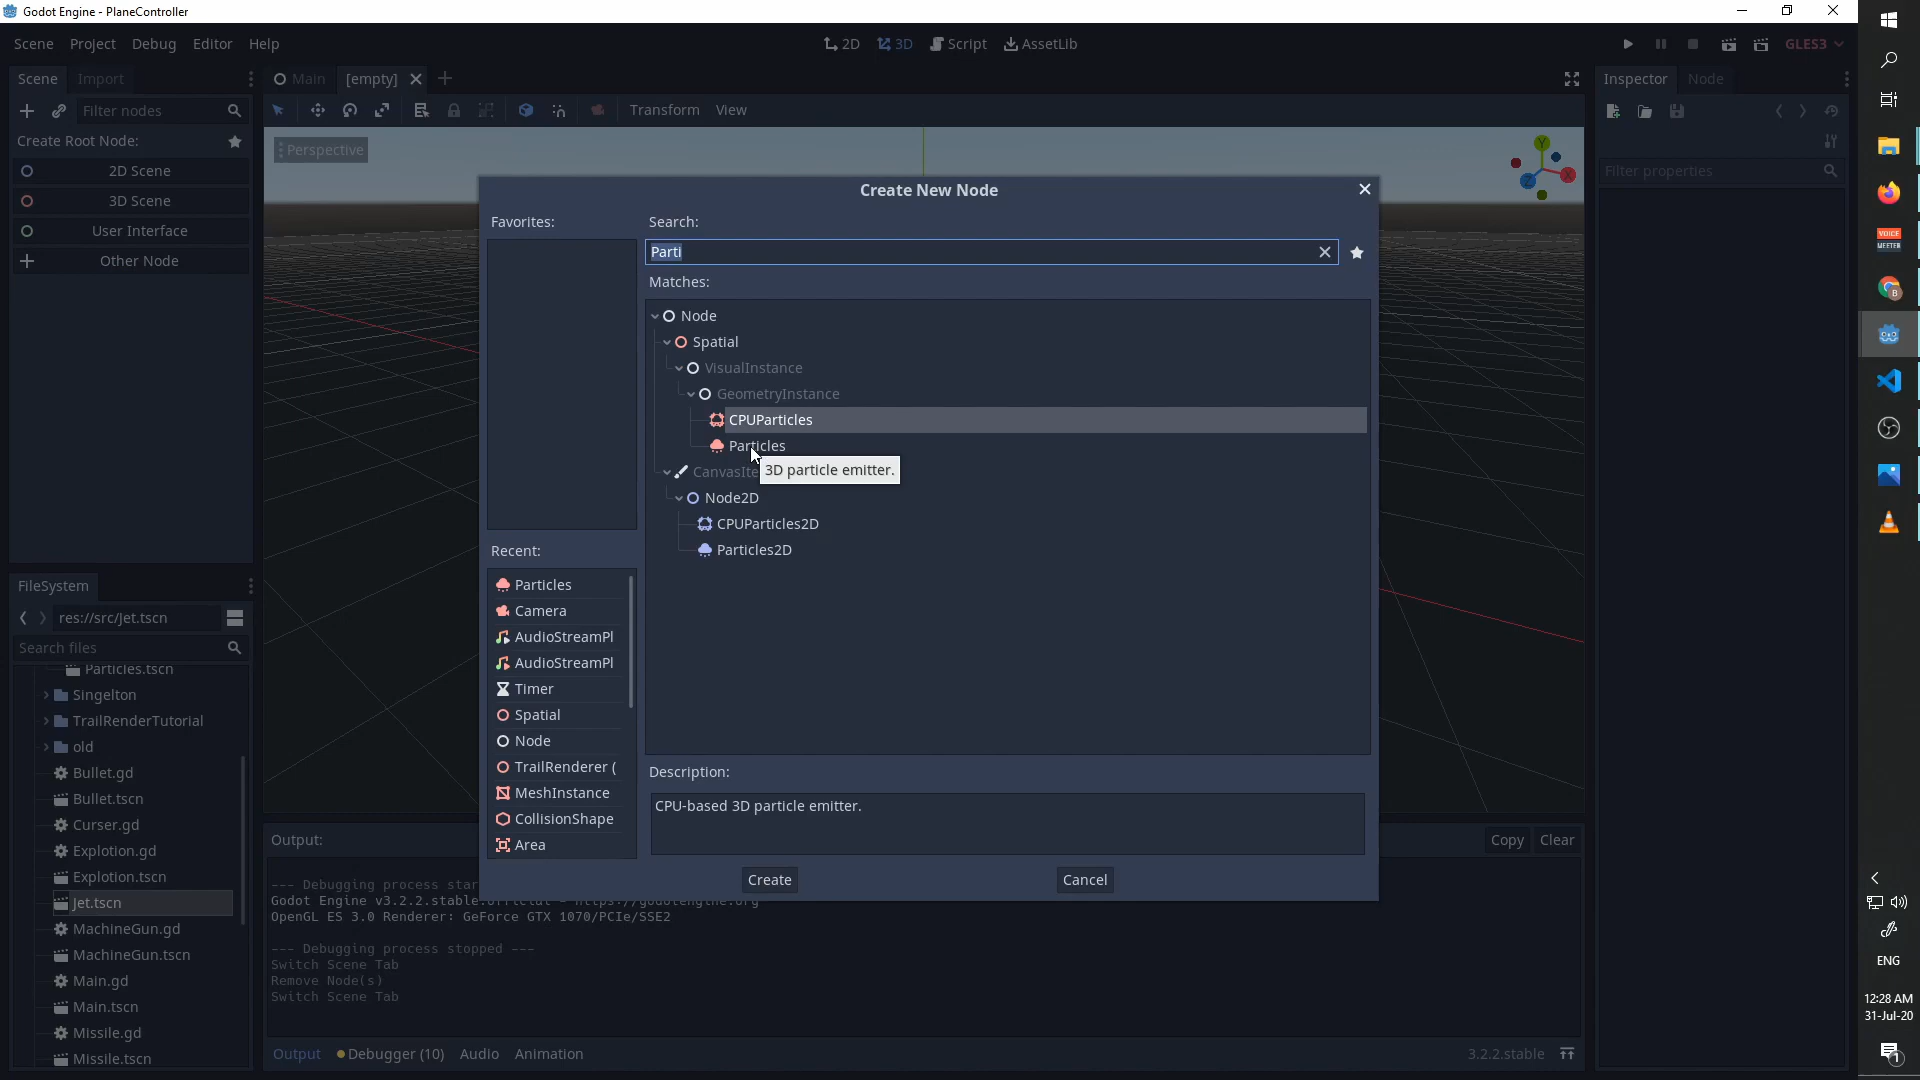 Godot Engine - PlaneController
Scene Project Debug Editor Help
2D 3D Script AssetLib
GLES3
Scene Import
Main [empty]
Inspector Node
Filter nodes
Transform View
Create Root Node:
Perspective
Filter properties
2D Scene
3D Scene
User Interface
Other Node
Y
X
Z
Create New Node
Favorites:
Search:
Parti
Matches:
Node
Spatial
VisualInstance
GeometryInstance
CPUParticles
Particles
3D particle emitter.
CanvasIte
Node2D
CPUParticles2D
Particles2D
Recent:
Particles
Camera
AudioStreamPl
AudioStreamPl
Timer
Spatial
Node
TrailRenderer (
MeshInstance
CollisionShape
Area
Description:
CPU-based 3D particle emitter.
Create Cancel
FileSystem
res://src/Jet.tscn
Search files
Particles.tscn
Singelton
TrailRenderTutorial
old
Bullet.gd
Bullet.tscn
Curser.gd
Explotion.gd
Explotion.tscn
Jet.tscn
MachineGun.gd
MachineGun.tscn
Main.gd
Main.tscn
Missile.gd
Missile.tscn
Output:
Copy Clear
--- Debugging process star
Godot Engine v3.2.2.stable.official - https://godotengine.org
OpenGL ES 3.0 Renderer: GeForce GTX 1070/PCIe/SSE2
--- Debugging process stopped ---
Switch Scene Tab
Remove Node(s)
Switch Scene Tab
Output Debugger (10) Audio Animation
3.2.2.stable
VOICE
MEETER
B
ENG
12:28 AM
31-Jul-20
1